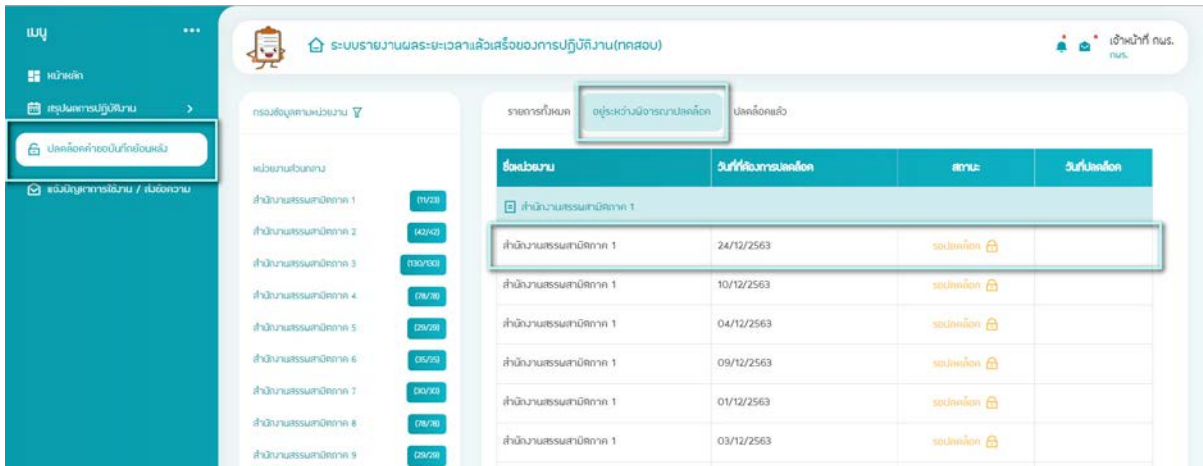 เมนู
หน้าหลัก
สรุปผลการปฏิบัติงาน
ปลดล็อคคำขอบันทึกย้อนหลัง
แจ้งปัญหาการใช้งาน / ส่งข้อความ
ระบบรายงานผลระยะเวลาแล้วเสร็จของการปฏิบัติงาน(ทดสอบ)
เจ้าหน้าที่ กพร.
กพร.
กรองข้อมูลตามหน่วยงาน
หน่วยงานส่วนกลาง
สำนักงานสรรพสามิตภาค 1 (11/23)
สำนักงานสรรพสามิตภาค 2 (42/42)
สำนักงานสรรพสามิตภาค 3 (130/130)
สำนักงานสรรพสามิตภาค 4 (78/78)
สำนักงานสรรพสามิตภาค 5 (29/29)
สำนักงานสรรพสามิตภาค 6 (35/35)
สำนักงานสรรพสามิตภาค 7 (30/30)
สำนักงานสรรพสามิตภาค 8 (78/78)
สำนักงานสรรพสามิตภาค 9 (29/29)
รายการทั้งหมด อยู่ระหว่างพิจารณาปลดล็อค ปลดล็อคแล้ว
ชื่อหน่วยงาน วันที่ที่ต้องการปลดล็อค สถานะ วันที่ปลดล็อค
สำนักงานสรรพสามิตภาค 1
สำนักงานสรรพสามิตภาค 1 24/12/2563 รอปลดล็อค
สำนักงานสรรพสามิตภาค 1 10/12/2563 รอปลดล็อค
สำนักงานสรรพสามิตภาค 1 04/12/2563 รอปลดล็อค
สำนักงานสรรพสามิตภาค 1 09/12/2563 รอปลดล็อค
สำนักงานสรรพสามิตภาค 1 01/12/2563 รอปลดล็อค
สำนักงานสรรพสามิตภาค 1 03/12/2563 รอปลดล็อค